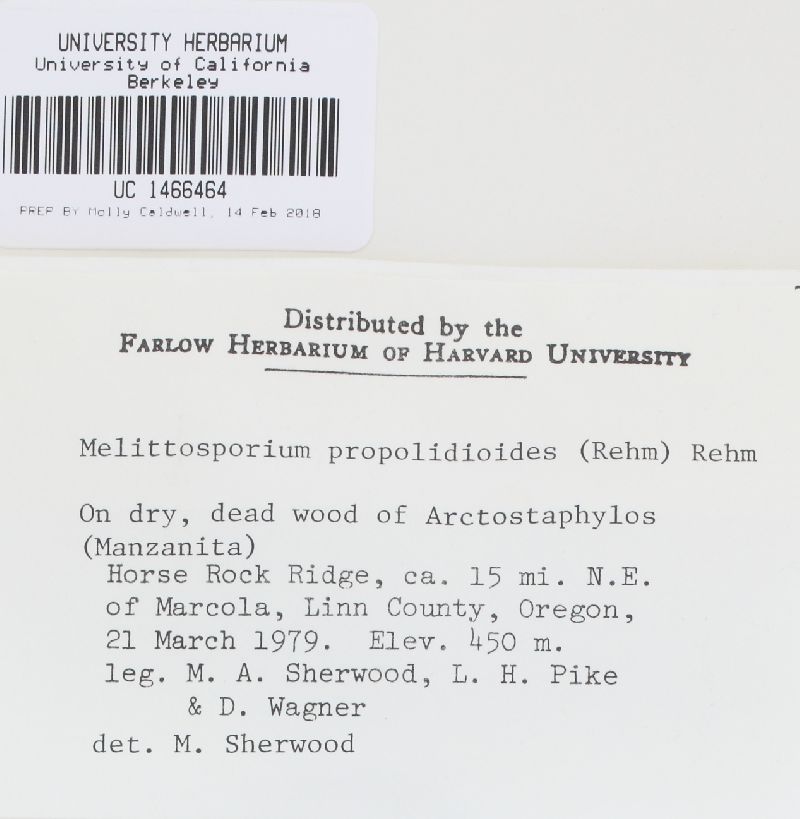 UNIVERSITY HERBARIUM
University of California
Berkeley
UC 1466464
PREP BY Molly Caldwell, 14 Feb 2018
Distributed by the
FARLOW HERBARIUM OF HARVARD UNIVERSITY
Melittosporium propolidioides (Rehm) Rehm
On dry, dead wood of Arctostaphylos
(Manzanita)
Horse Rock Ridge, ca. 15 mi. N.E.
of Marcola, Linn County, Oregon,
21 March 1979. Elev. 450 m.
leg. M. A. Sherwood, L. H. Pike
& D. Wagner
det. M. Sherwood